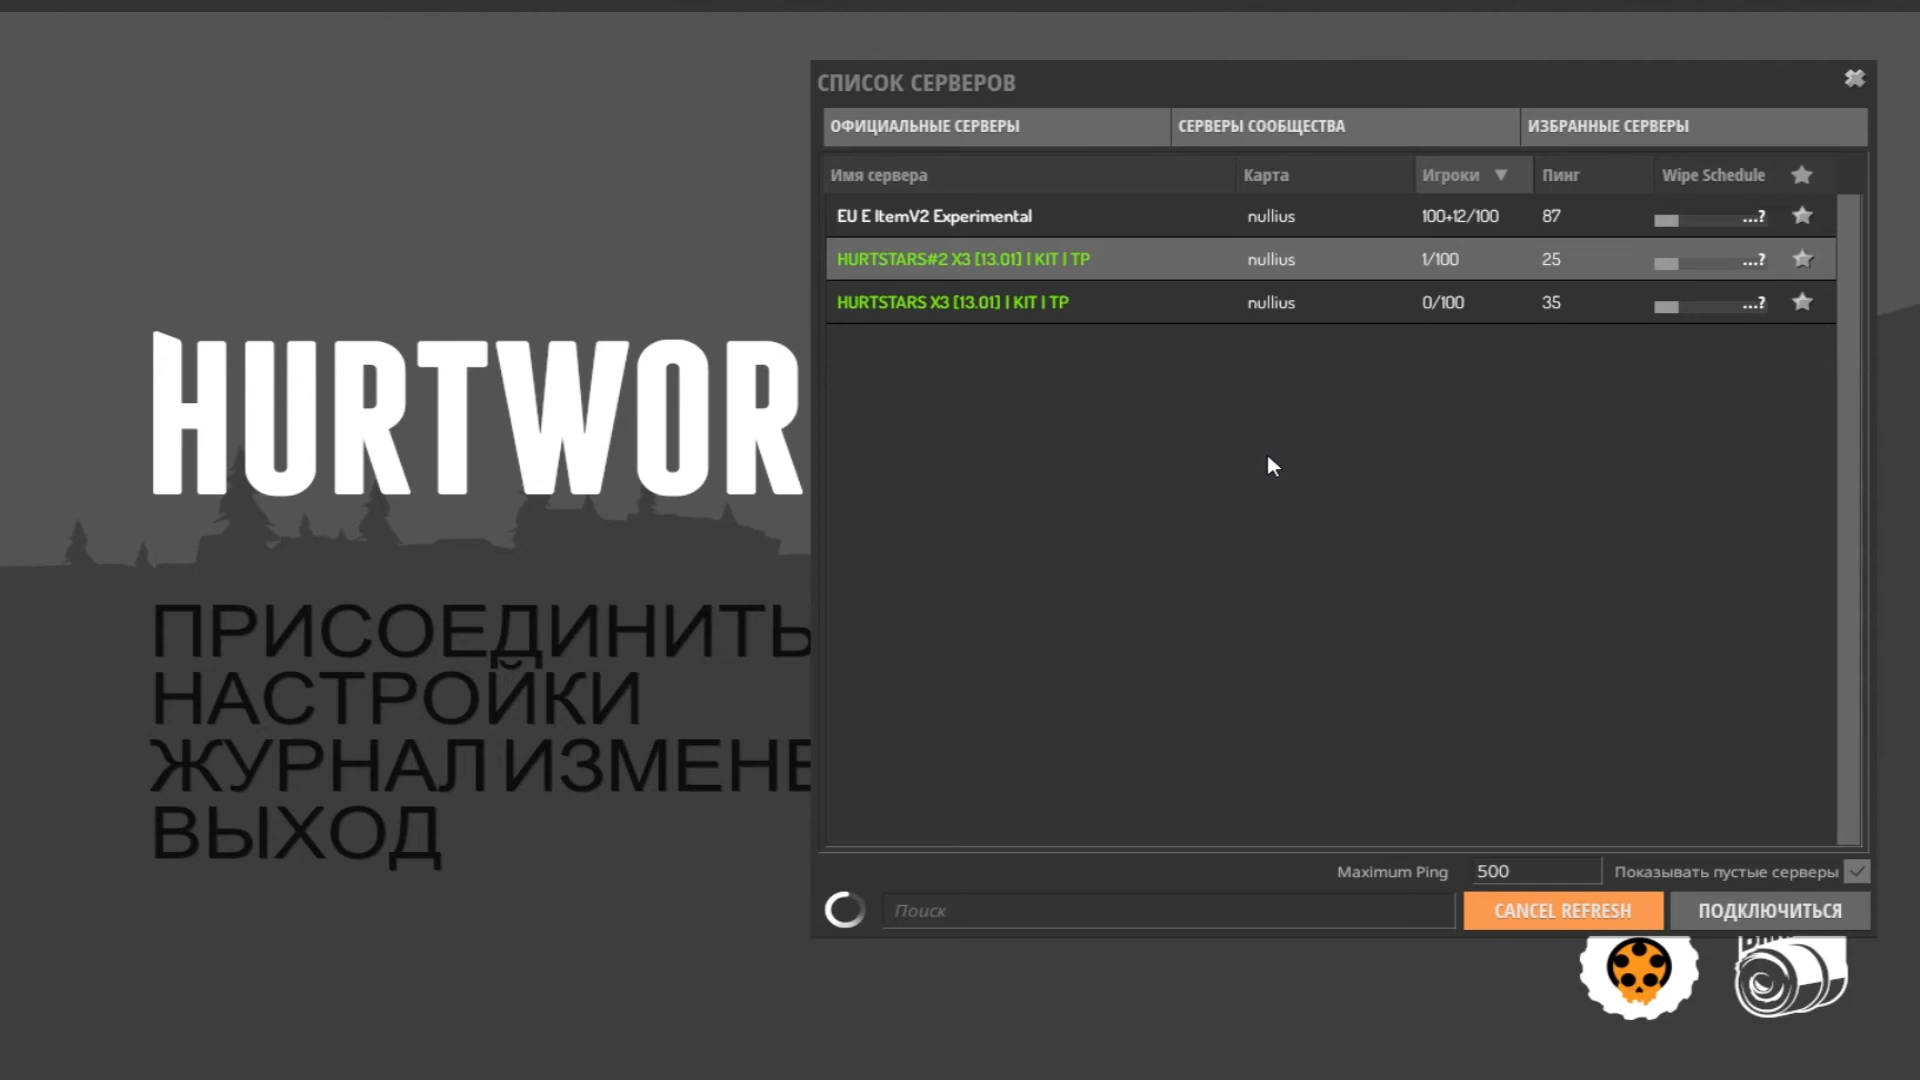 СПИСОК СЕРВЕРОВ
ОФИЦИАЛЬНЫЕ СЕРВЕРЫ СЕРВЕРЫ СООБЩЕСТВА ИЗБРАННЫЕ СЕРВЕРЫ
Имя сервера Карта Игроки ▼ Пинг Wipe Schedule
EU E ItemV2 Experimental nullius 100+12/100 87 ...?
HURTSTARS#2 X3 [13.01] | KIT | TP nullius 1/100 25 ...?
HURTSTARS X3 [13.01] | KIT | TP nullius 0/100 35 ...?
HURTWOR
ПРИСОЕДИНИТЬ
НАСТРОЙКИ
ЖУРНАЛ ИЗМЕНЕ
ВЫХОД
Maximum Ping 500 Показывать пустые серверы
Поиск CANCEL REFRESH ПОДКЛЮЧИТЬСЯ